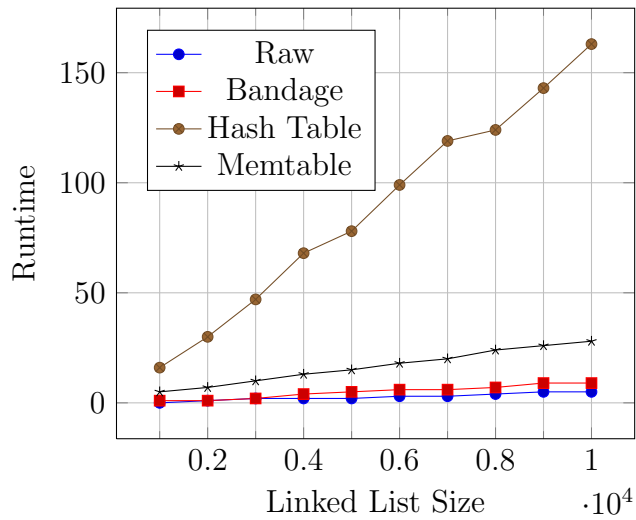 Raw
Bandage
Hash Table
Memtable
150
100
50
0
Runtime
0.2 0.4 0.6 0.8 1
Linked List Size
·10⁴